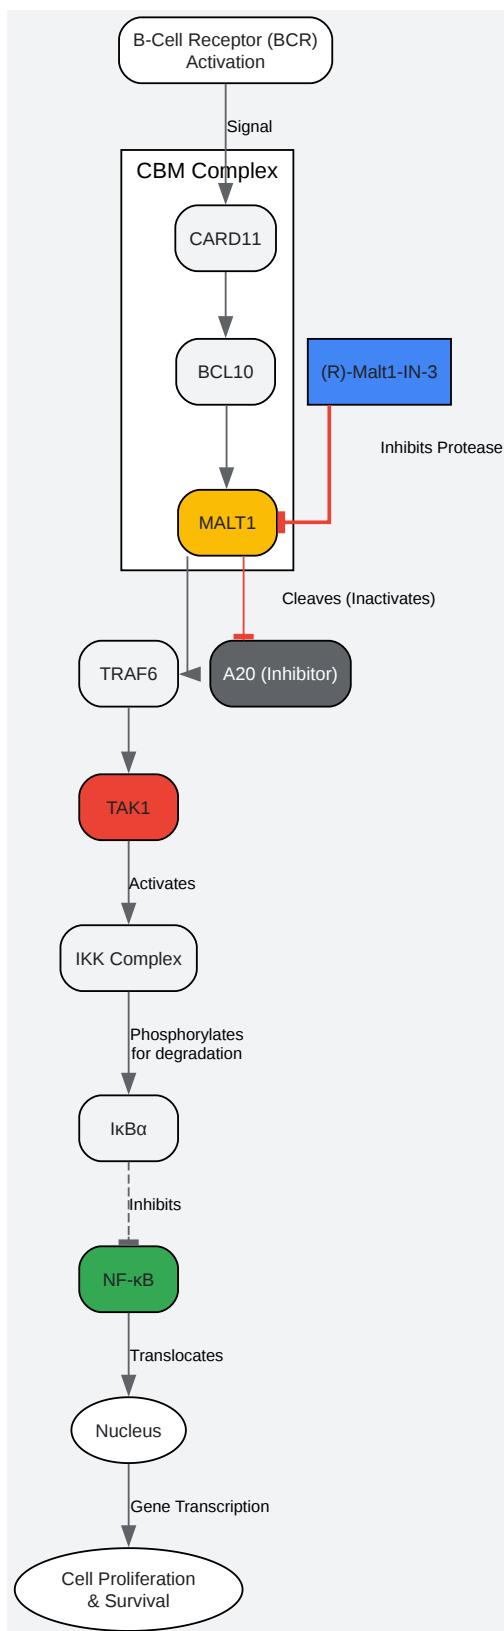 B-Cell Receptor (BCR)
Activation
Signal
CBM Complex
CARD11
BCL10
(R)-Malt1-IN-3
Inhibits Protease
MALT1
Cleaves (Inactivates)
TRAF6
A20 (Inhibitor)
TAK1
Activates
IKK Complex
Phosphorylates
for degradation
IκBα
Inhibits
NF-κB
Translocates
Nucleus
Gene Transcription
Cell Proliferation
& Survival